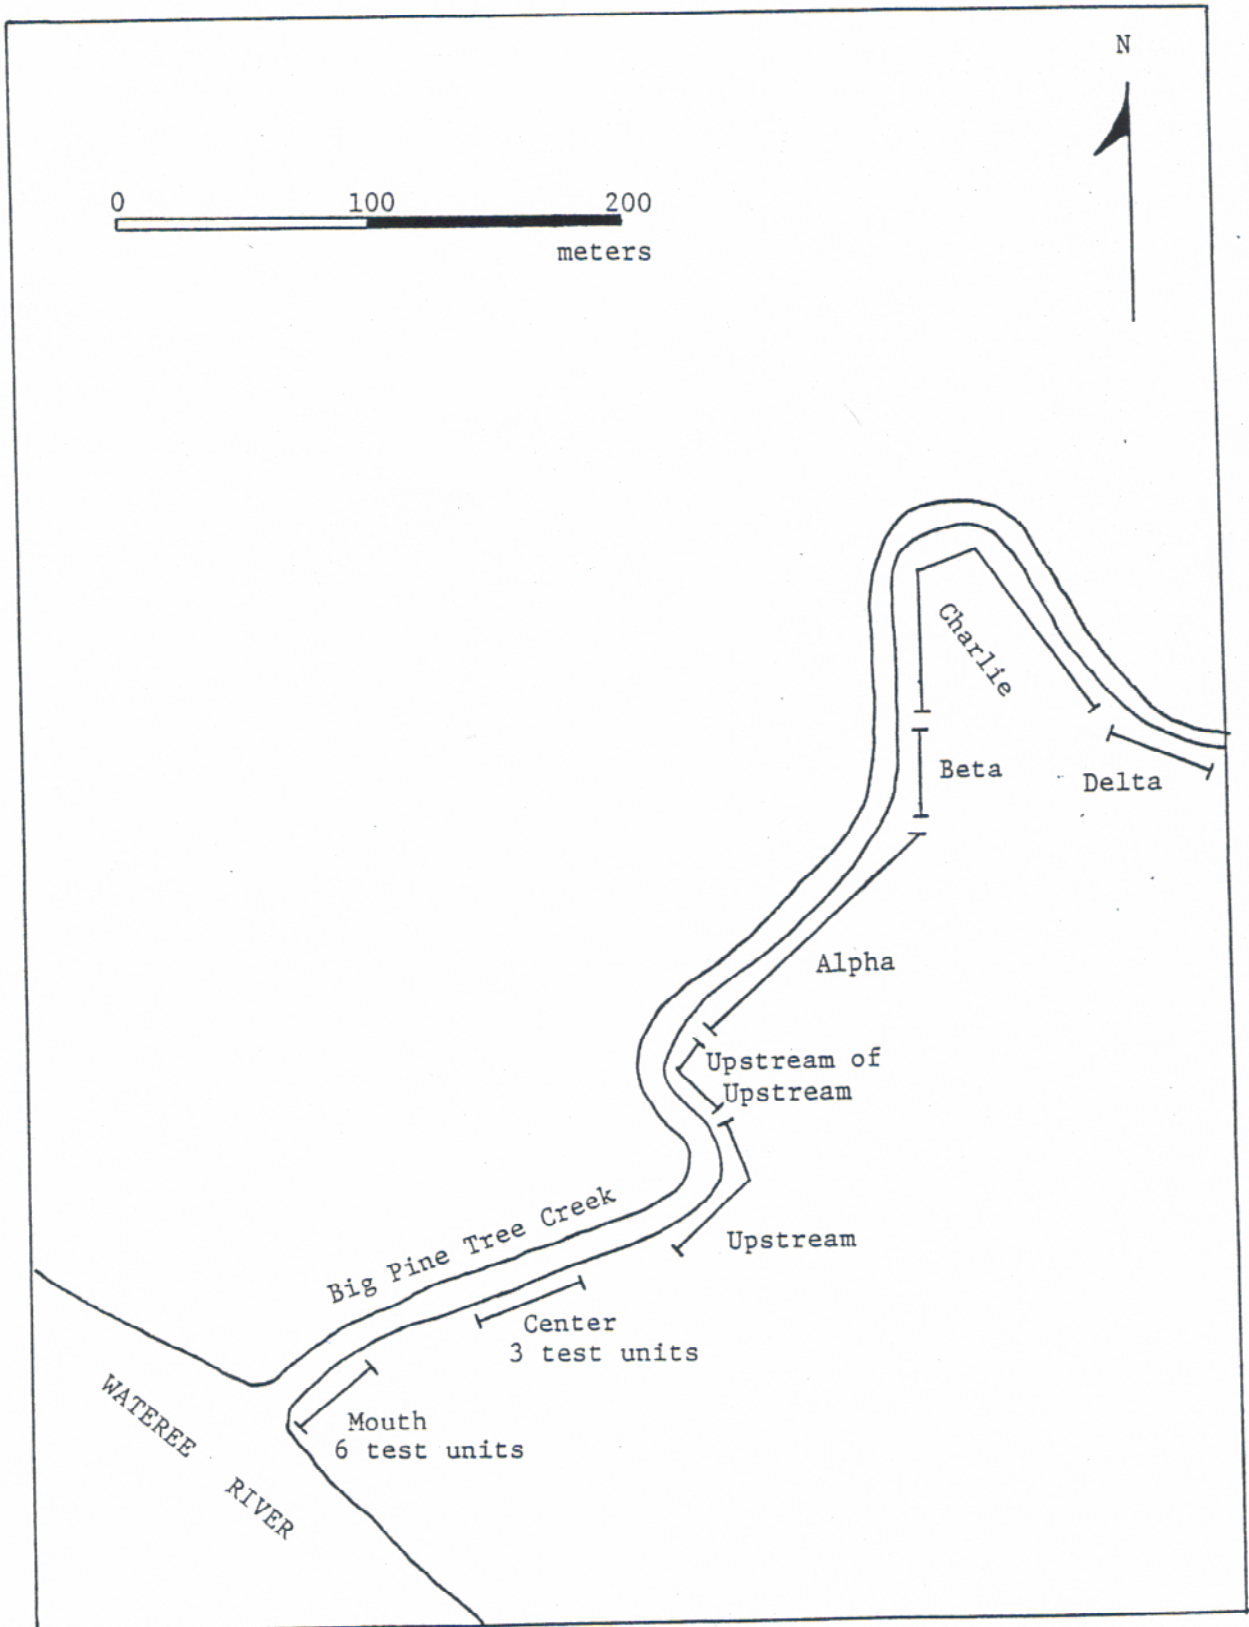 N
0 100 200
meters
Charlie
Beta
Delta
Alpha
Upstream of
Upstream
Upstream
Big Pine Tree Creek
Center
3 test units
Mouth
6 test units
WATEREE RIVER